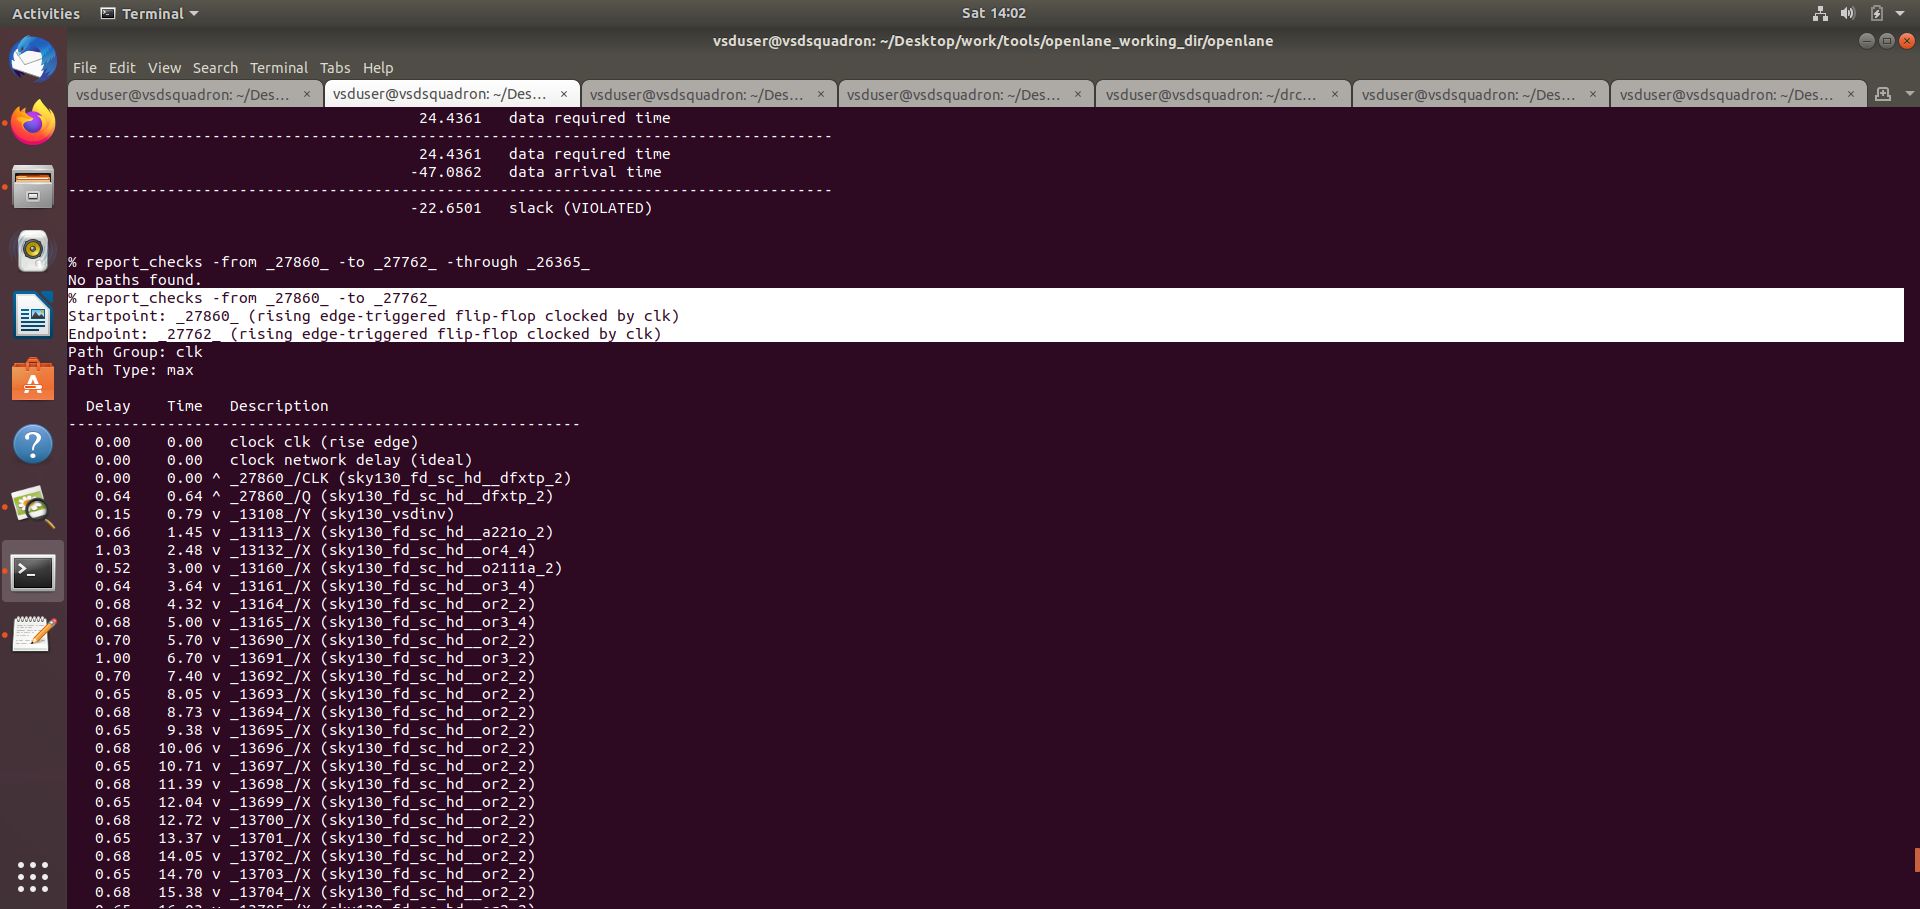 Activities Terminal Sat 14:02
vsduser@vsdsquadron: ~/Desktop/work/tools/openlane_working_dir/openlane
File Edit View Search Terminal Tabs Help
vsduser@vsdsquadron: ~/Des... × vsduser@vsdsquadron: ~/Des... × vsduser@vsdsquadron: ~/Des... × vsduser@vsdsquadron: ~/Des... × vsduser@vsdsquadron: ~/drc... × vsduser@vsdsquadron: ~/Des... × vsduser@vsdsquadron: ~/Des... ×
24.4361 data required time
-------------------------------------------------------------------------------------
24.4361 data required time
-47.0862 data arrival time
-------------------------------------------------------------------------------------
-22.6501 slack (VIOLATED)
% report_checks -from _27860_ -to _27762_ -through _26365_
No paths found.
% report_checks -from _27860_ -to _27762_
Startpoint: _27860_ (rising edge-triggered flip-flop clocked by clk)
Endpoint: _27762_ (rising edge-triggered flip-flop clocked by clk)
Path Group: clk
Path Type: max
Delay Time Description
---------------------------------------------------------
0.00 0.00 clock clk (rise edge)
0.00 0.00 clock network delay (ideal)
0.00 0.00 ^ _27860_/CLK (sky130_fd_sc_hd__dfxtp_2)
0.64 0.64 ^ _27860_/Q (sky130_fd_sc_hd__dfxtp_2)
0.15 0.79 v _13108_/Y (sky130_vsdinv)
0.66 1.45 v _13113_/X (sky130_fd_sc_hd__a221o_2)
1.03 2.48 v _13132_/X (sky130_fd_sc_hd__or4_4)
0.52 3.00 v _13160_/X (sky130_fd_sc_hd__o2111a_2)
0.64 3.64 v _13161_/X (sky130_fd_sc_hd__or3_4)
0.68 4.32 v _13164_/X (sky130_fd_sc_hd__or2_2)
0.68 5.00 v _13165_/X (sky130_fd_sc_hd__or3_4)
0.70 5.70 v _13690_/X (sky130_fd_sc_hd__or2_2)
1.00 6.70 v _13691_/X (sky130_fd_sc_hd__or3_2)
0.70 7.40 v _13692_/X (sky130_fd_sc_hd__or2_2)
0.65 8.05 v _13693_/X (sky130_fd_sc_hd__or2_2)
0.68 8.73 v _13694_/X (sky130_fd_sc_hd__or2_2)
0.65 9.38 v _13695_/X (sky130_fd_sc_hd__or2_2)
0.68 10.06 v _13696_/X (sky130_fd_sc_hd__or2_2)
0.65 10.71 v _13697_/X (sky130_fd_sc_hd__or2_2)
0.68 11.39 v _13698_/X (sky130_fd_sc_hd__or2_2)
0.65 12.04 v _13699_/X (sky130_fd_sc_hd__or2_2)
0.68 12.72 v _13700_/X (sky130_fd_sc_hd__or2_2)
0.65 13.37 v _13701_/X (sky130_fd_sc_hd__or2_2)
0.68 14.05 v _13702_/X (sky130_fd_sc_hd__or2_2)
0.65 14.70 v _13703_/X (sky130_fd_sc_hd__or2_2)
0.68 15.38 v _13704_/X (sky130_fd_sc_hd__or2_2)